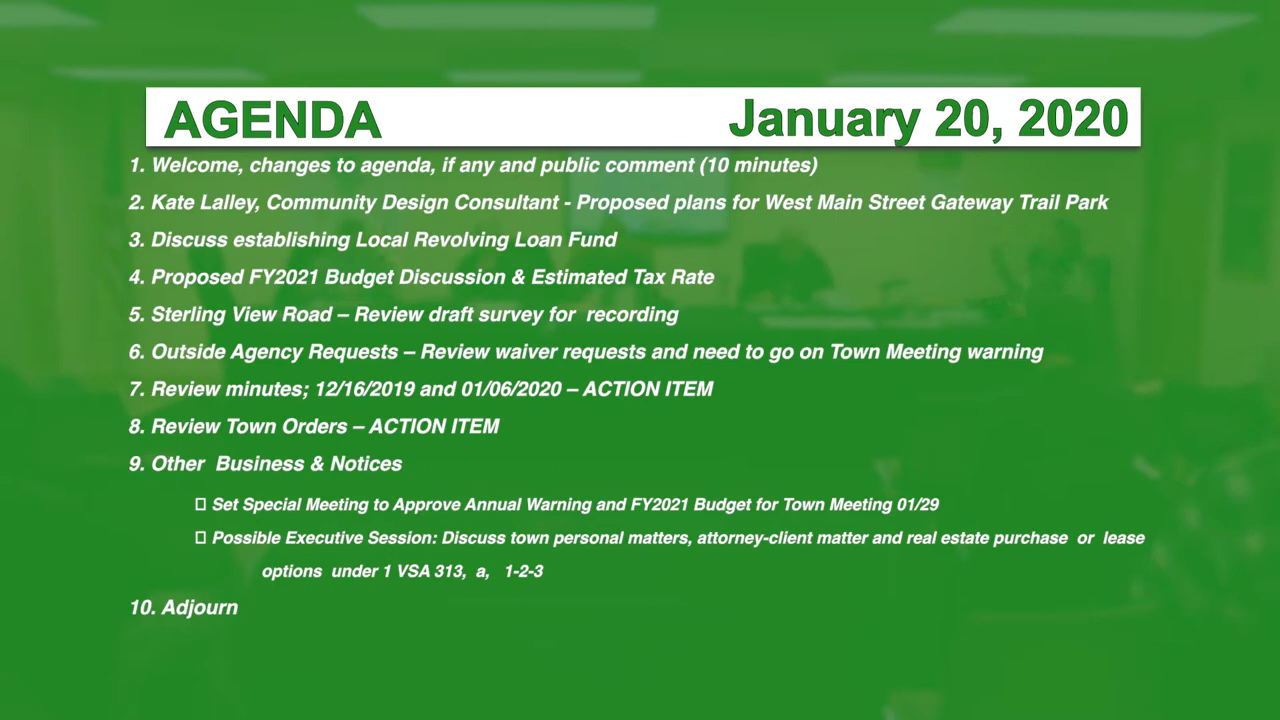 AGENDA January 20, 2020
1. Welcome, changes to agenda, if any and public comment (10 minutes)
2. Kate Lalley, Community Design Consultant - Proposed plans for West Main Street Gateway Trail Park
3. Discuss establishing Local Revolving Loan Fund
4. Proposed FY2021 Budget Discussion & Estimated Tax Rate
5. Sterling View Road – Review draft survey for recording
6. Outside Agency Requests – Review waiver requests and need to go on Town Meeting warning
7. Review minutes; 12/16/2019 and 01/06/2020 – ACTION ITEM
8. Review Town Orders – ACTION ITEM
9. Other Business & Notices
▯ Set Special Meeting to Approve Annual Warning and FY2021 Budget for Town Meeting 01/29
▯ Possible Executive Session: Discuss town personal matters, attorney-client matter and real estate purchase or lease
options under 1 VSA 313, a, 1-2-3
10. Adjourn